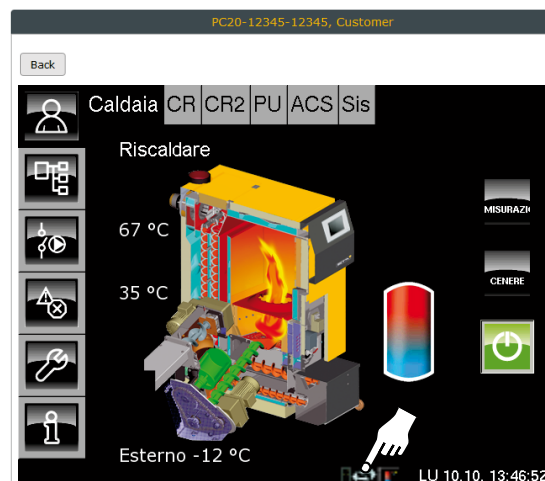 PC20-12345-12345, Customer
Back
Caldaia CR CR2 PU ACS Sis
Riscaldare
67 °C
MISURAZI
35 °C
CENERE
Esterno -12 °C
LU 10.10. 13:46:52